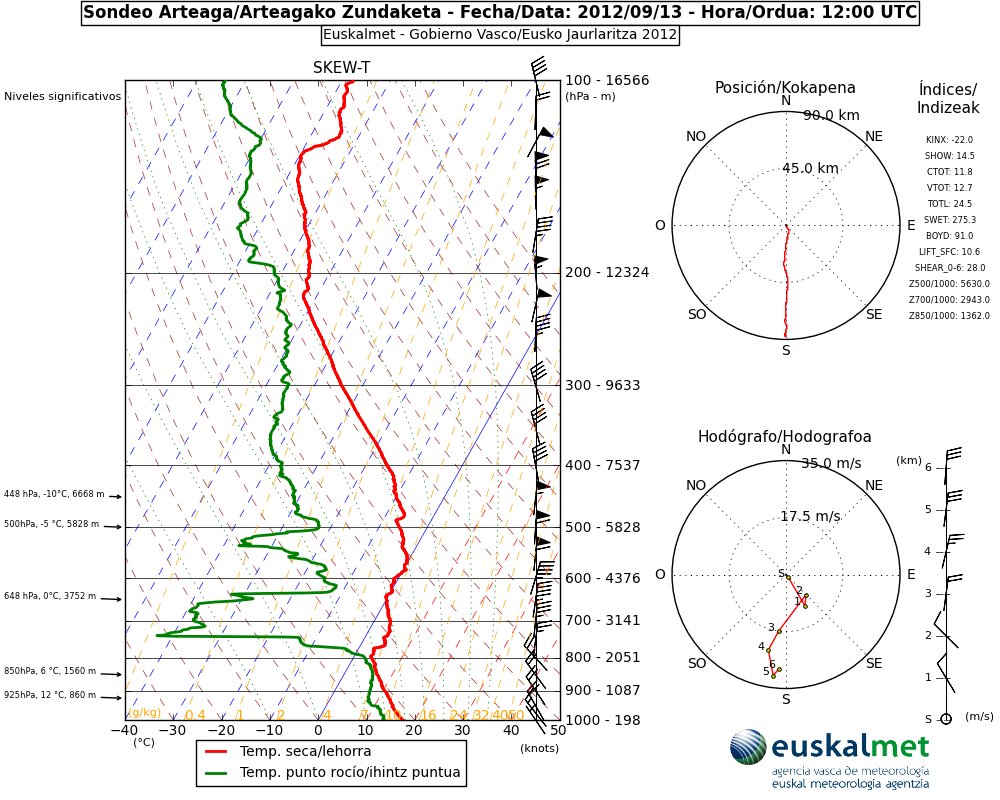 Sondeo Arteaga/Arteagako Zundaketa - Fecha/Data: 2012/09/13 - Hora/Ordua: 12:00 UTC
Euskalmet - Gobierno Vasco/Eusko Jaurlaritza 2012
SKEW-T
Niveles significativos
100 - 16566
(hPa - m)
200 - 12324
300 - 9633
400 - 7537
448 hPa, -10°C, 6668 m
500hPa, -5 °C, 5828 m
500 - 5828
600 - 4376
648 hPa, 0°C, 3752 m
700 - 3141
800 - 2051
850hPa, 6 °C, 1560 m
900 - 1087
925hPa, 12 °C, 860 m
(g/kg) 0.4 1 2 4 7 10 16 24 32 40 50
1000 - 198
−40 −30 −20 −10 0 10 20 30 40 50
(°C)
(knots)
Temp. seca/lehorra
Temp. punto rocío/ihintz puntua
Posición/Kokapena
N
90.0 km
NO
NE
45.0 km
O
E
SO
SE
S
Índices/
Indizeak
KINX: -22.0
SHOW: 14.5
CTOT: 11.8
VTOT: 12.7
TOTL: 24.5
SWET: 275.3
BOYD: 91.0
LIFT_SFC: 10.6
SHEAR_0-6: 28.0
Z500/1000: 5630.0
Z700/1000: 2943.0
Z850/1000: 1362.0
Hodógrafo/Hodografoa
N
35.0 m/s
NO
NE
17.5 m/s
O
E
S
2
1
3
4
6
5
SO
SE
S
(km)
6
5
4
3
2
1
S
(m/s)
euskalmet
agencia vasca de meteorología
euskal meteorologia agentzia